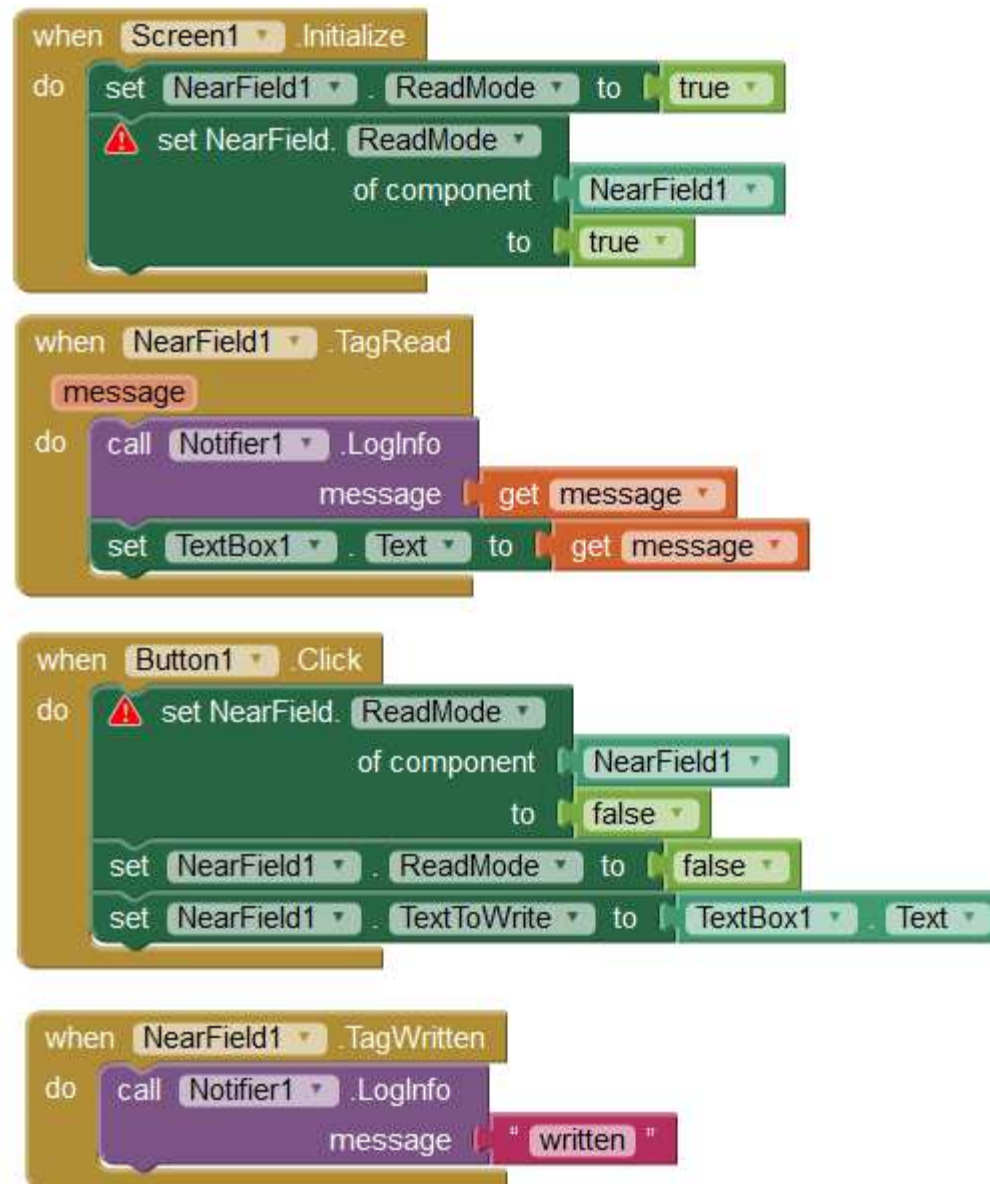 when Screen1 .Initialize
do set NearField1 . ReadMode to true
set NearField. ReadMode
of component NearField1
to true
when NearField1 .TagRead
message
do call Notifier1 .LogInfo
message get message
set TextBox1 . Text to get message
when Button1 .Click
do set NearField. ReadMode
of component NearField1
to false
set NearField1 . ReadMode to false
set NearField1 . TextToWrite to TextBox1 . Text
when NearField1 .TagWritten
do call Notifier1 .LogInfo
message " written "